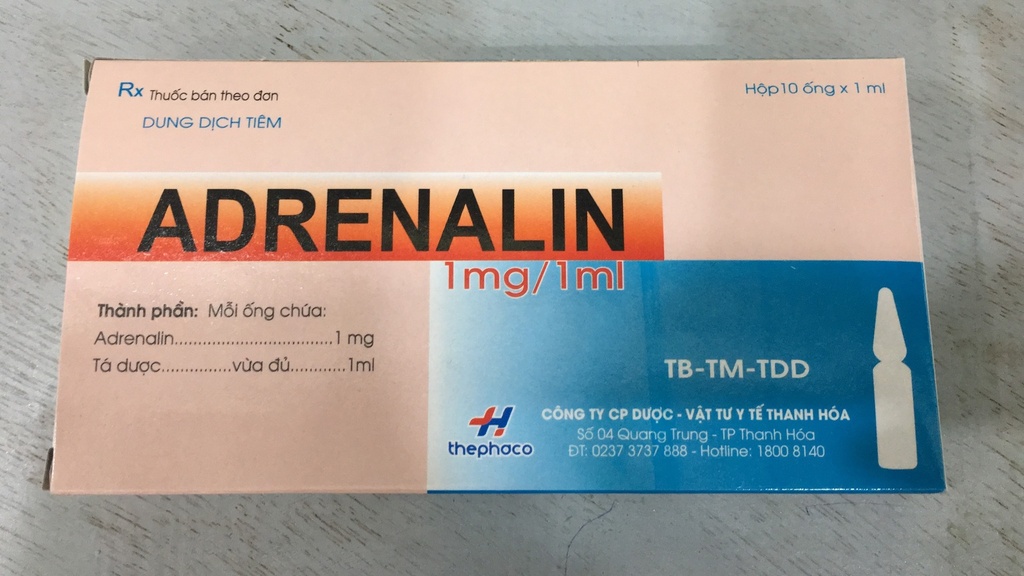 Rx Thuốc bán theo đơn
Hộp10 ống x 1 ml
DUNG DỊCH TIÊM
ADRENALIN
1mg/1ml
Thành phần: Mỗi ống chứa:
Adrenalin..................................1 mg
Tá dược...............vừa đủ............1ml
TB-TM-TDD
thephaco
CÔNG TY CP DƯỢC - VẬT TƯ Y TẾ THANH HÓA
Số 04 Quang Trung - TP Thanh Hóa
ĐT: 0237 3737 888 - Hotline: 1800 8140